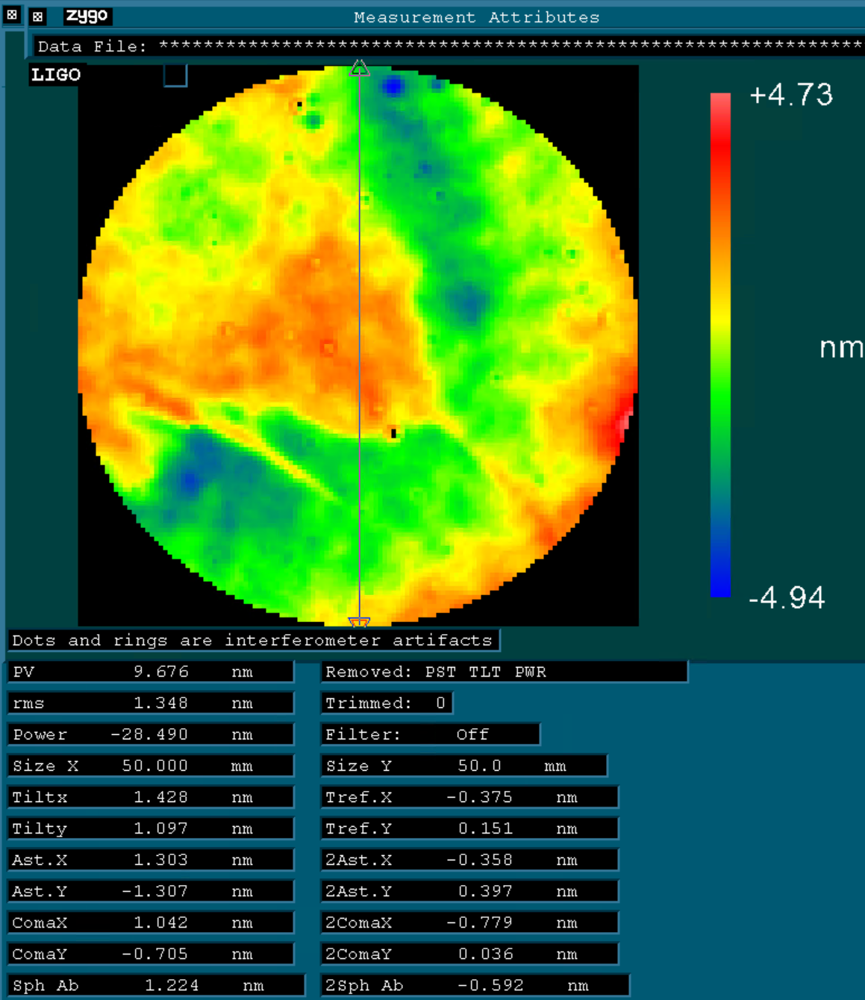 zygo Measurement Attributes
Data File: ****************************************************************
LIGO
+4.73
nm
-4.94
Dots and rings are interferometer artifacts
PV 9.676 nm Removed: PST TLT PWR
rms 1.348 nm Trimmed: 0
Power -28.490 nm Filter: Off
Size X 50.000 mm Size Y 50.0 mm
Tiltx 1.428 nm Tref.X -0.375 nm
Tilty 1.097 nm Tref.Y 0.151 nm
Ast.X 1.303 nm 2Ast.X -0.358 nm
Ast.Y -1.307 nm 2Ast.Y 0.397 nm
ComaX 1.042 nm 2ComaX -0.779 nm
ComaY -0.705 nm 2ComaY 0.036 nm
Sph Ab 1.224 nm 2Sph Ab -0.592 nm